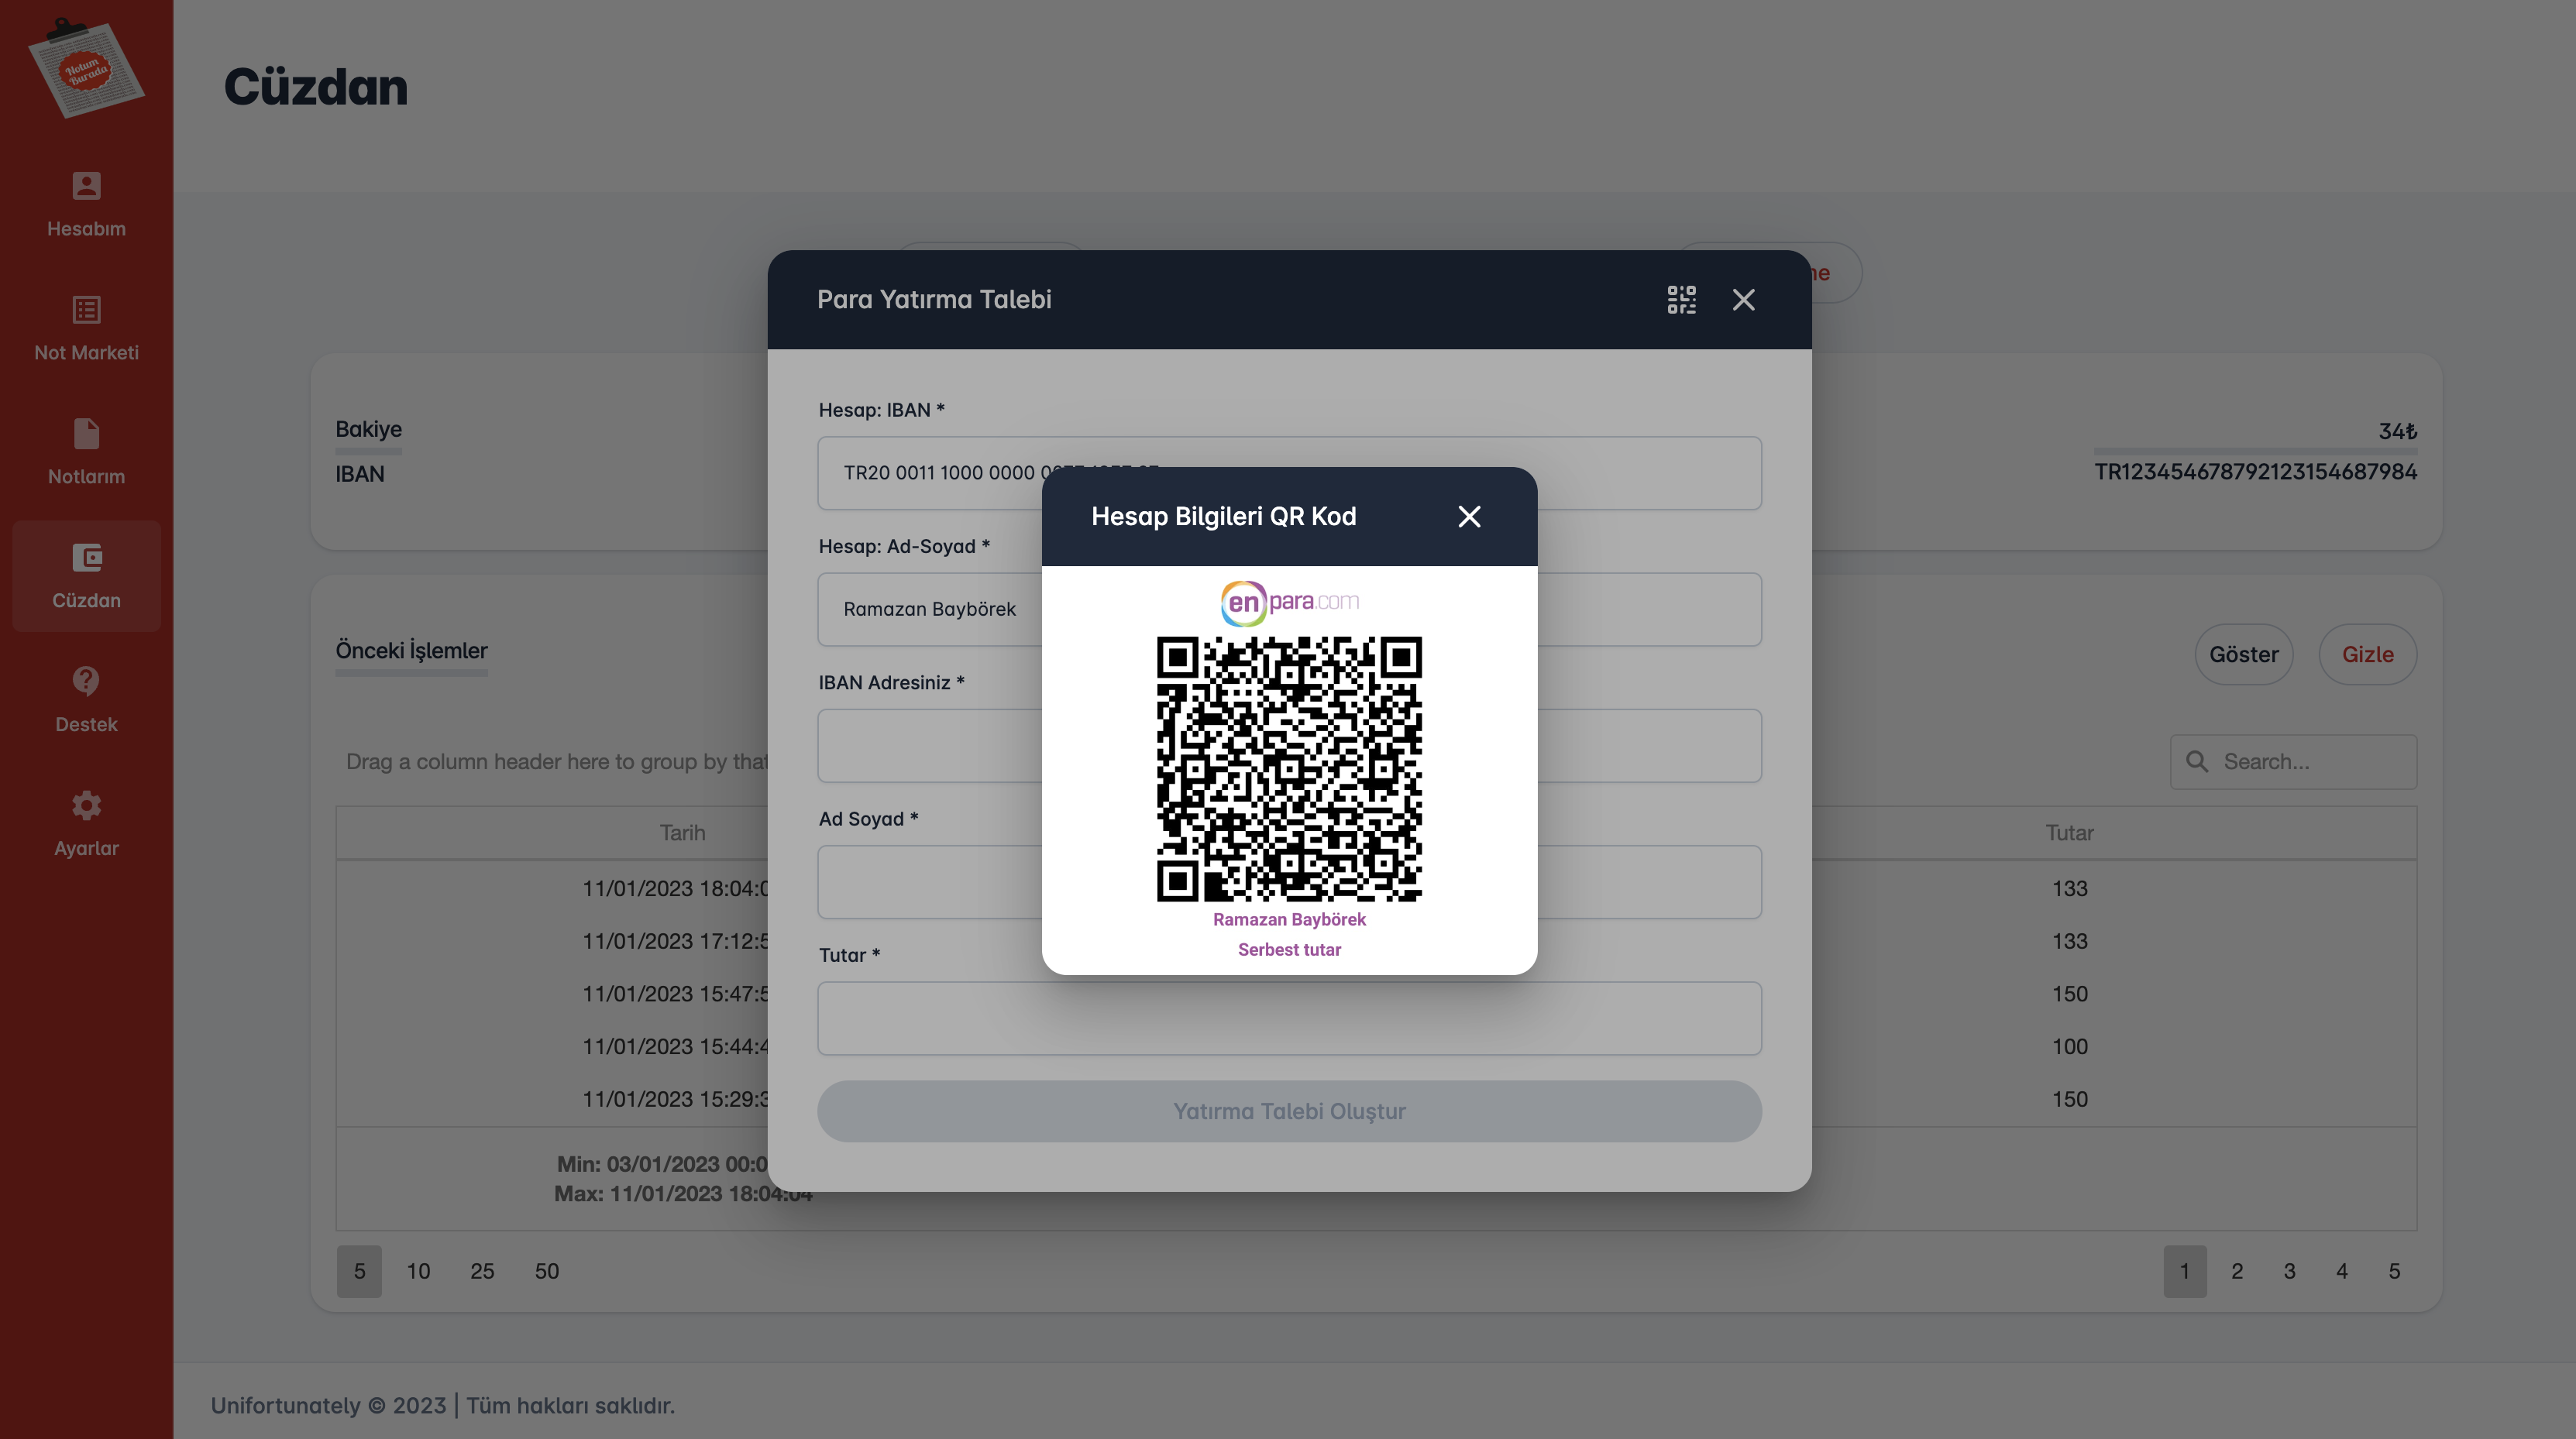 Notum
Burada
Hesabım
Not Marketi
Notlarım
Cüzdan
Destek
Ayarlar
Cüzdan
Bakiye
IBAN
34₺
TR123454678792123154687984
Önceki İşlemler
Göster
Gizle
Drag a column header here to group by that
Search...
Tarih
Tutar
11/01/2023 18:04:0
133
11/01/2023 17:12:5
133
11/01/2023 15:47:5
150
11/01/2023 15:44:4
100
11/01/2023 15:29:3
150
Min: 03/01/2023 00:0
Max: 11/01/2023 18:04:04
5 10 25 50
1 2 3 4 5
Unifortunately © 2023 | Tüm hakları saklıdır.
Para Yatırma Talebi
Hesap: IBAN *
TR20 0011 1000 0000 0
Hesap: Ad-Soyad *
Ramazan Baybörek
IBAN Adresiniz *
Ad Soyad *
Tutar *
Yatırma Talebi Oluştur
Hesap Bilgileri QR Kod
enpara.com
Ramazan Baybörek
Serbest tutar